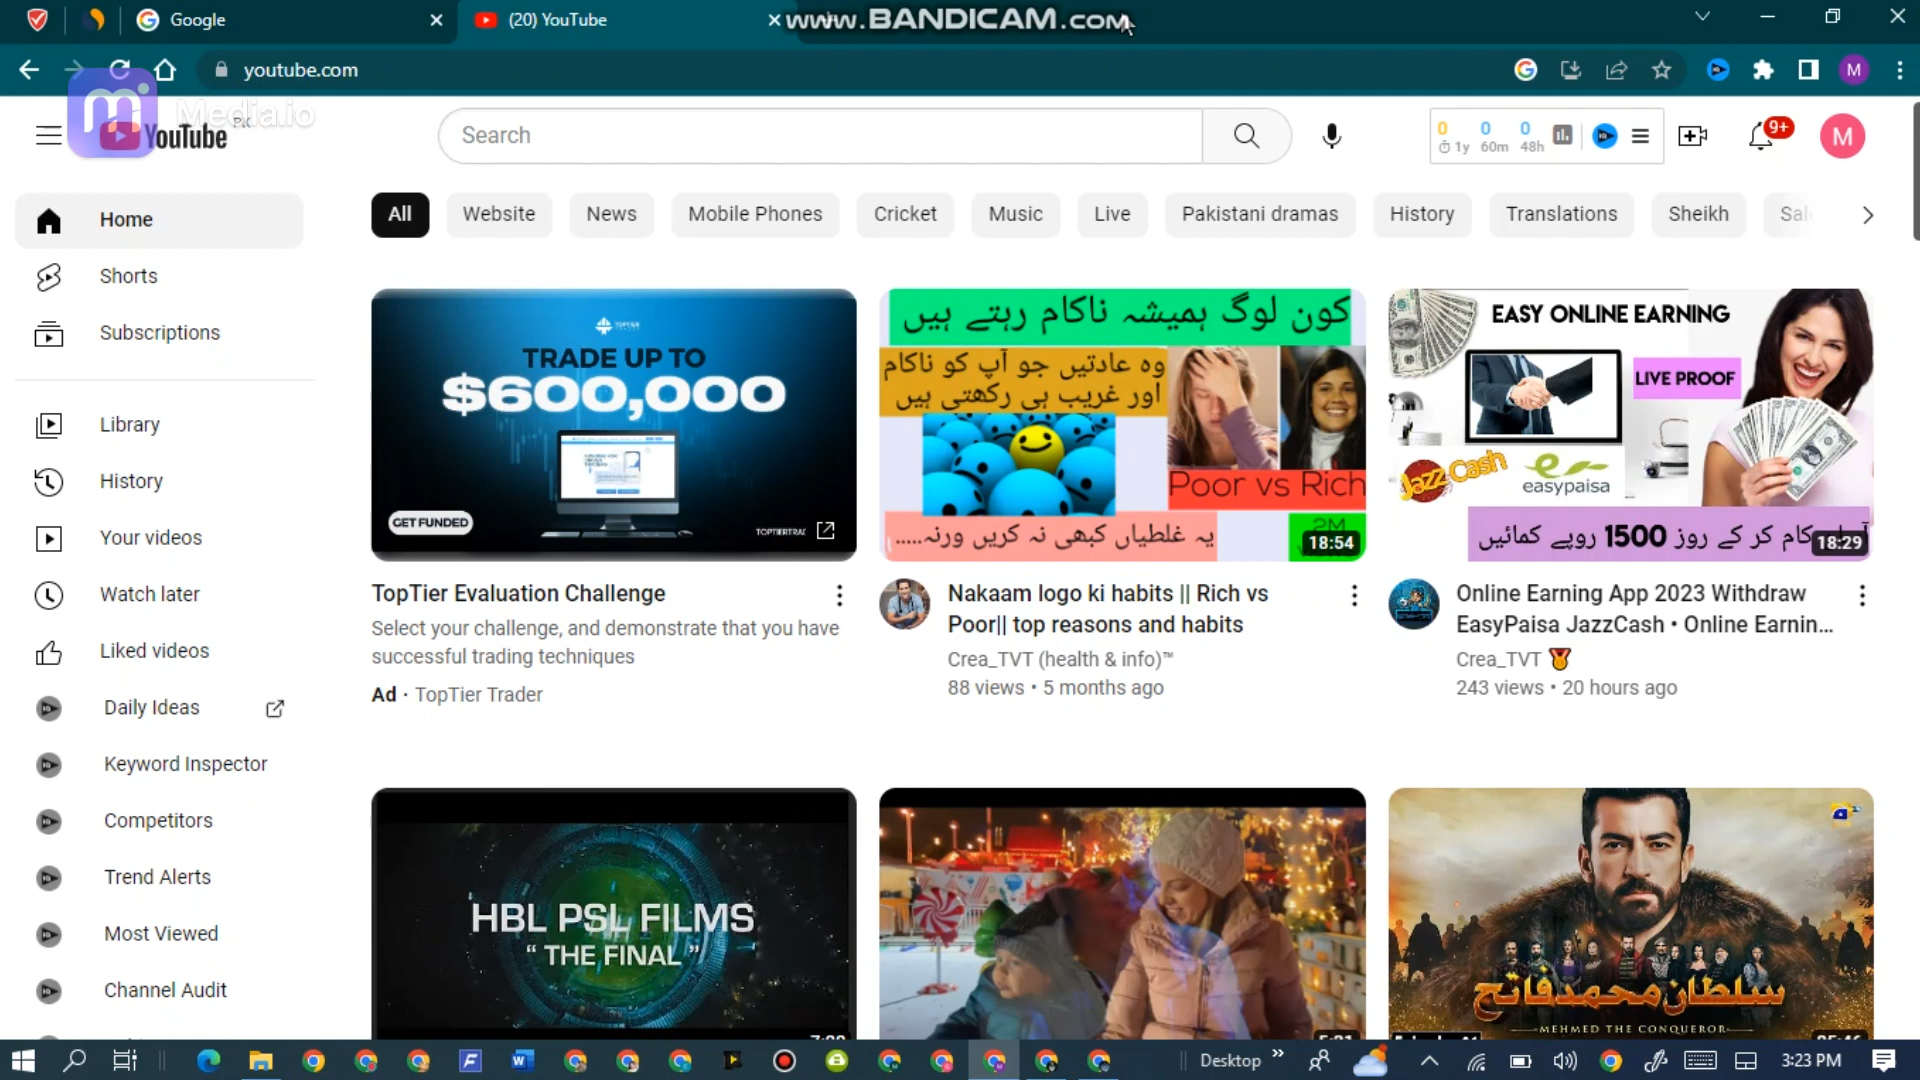 Google
(20) YouTube
www.BANDICAM.com
youtube.com
M
Media.io
YouTube PK
Search
0 0 0
1y 60m 48h
9+
M
Home
Shorts
Subscriptions
Library
History
Your videos
Watch later
Liked videos
Daily Ideas
Keyword Inspector
Competitors
Trend Alerts
Most Viewed
Channel Audit
All Website News Mobile Phones Cricket Music Live Pakistani dramas History Translations Sheikh
TOPTIER
TRADE UP TO
$600,000
GET FUNDED
TopTier Evaluation Challenge
Select your challenge, and demonstrate that you have
successful trading techniques
Ad · TopTier Trader
کون لوگ ہمیشہ ناکام رہتے ہیں
وہ عادتیں جو آپ کو ناکام
اور غریب ہی رکھتی ہیں
Poor vs Rich
یہ غلطیاں کبھی نہ کریں ورنہ.....
2M
18:54
Nakaam logo ki habits || Rich vs
Poor|| top reasons and habits
Crea_TVT (health & info)™
88 views • 5 months ago
EASY ONLINE EARNING
LIVE PROOF
JazzCash
easypaisa
کام کر کے روز 1500 روپے کمائیں
18:29
Online Earning App 2023 Withdraw
EasyPaisa JazzCash • Online Earnin...
Crea_TVT
243 views • 20 hours ago
HBL PSL FILMS
“ THE FINAL ”
سلطان محمد فاتح
MEHMED THE CONQUEROR
Desktop
3:23 PM